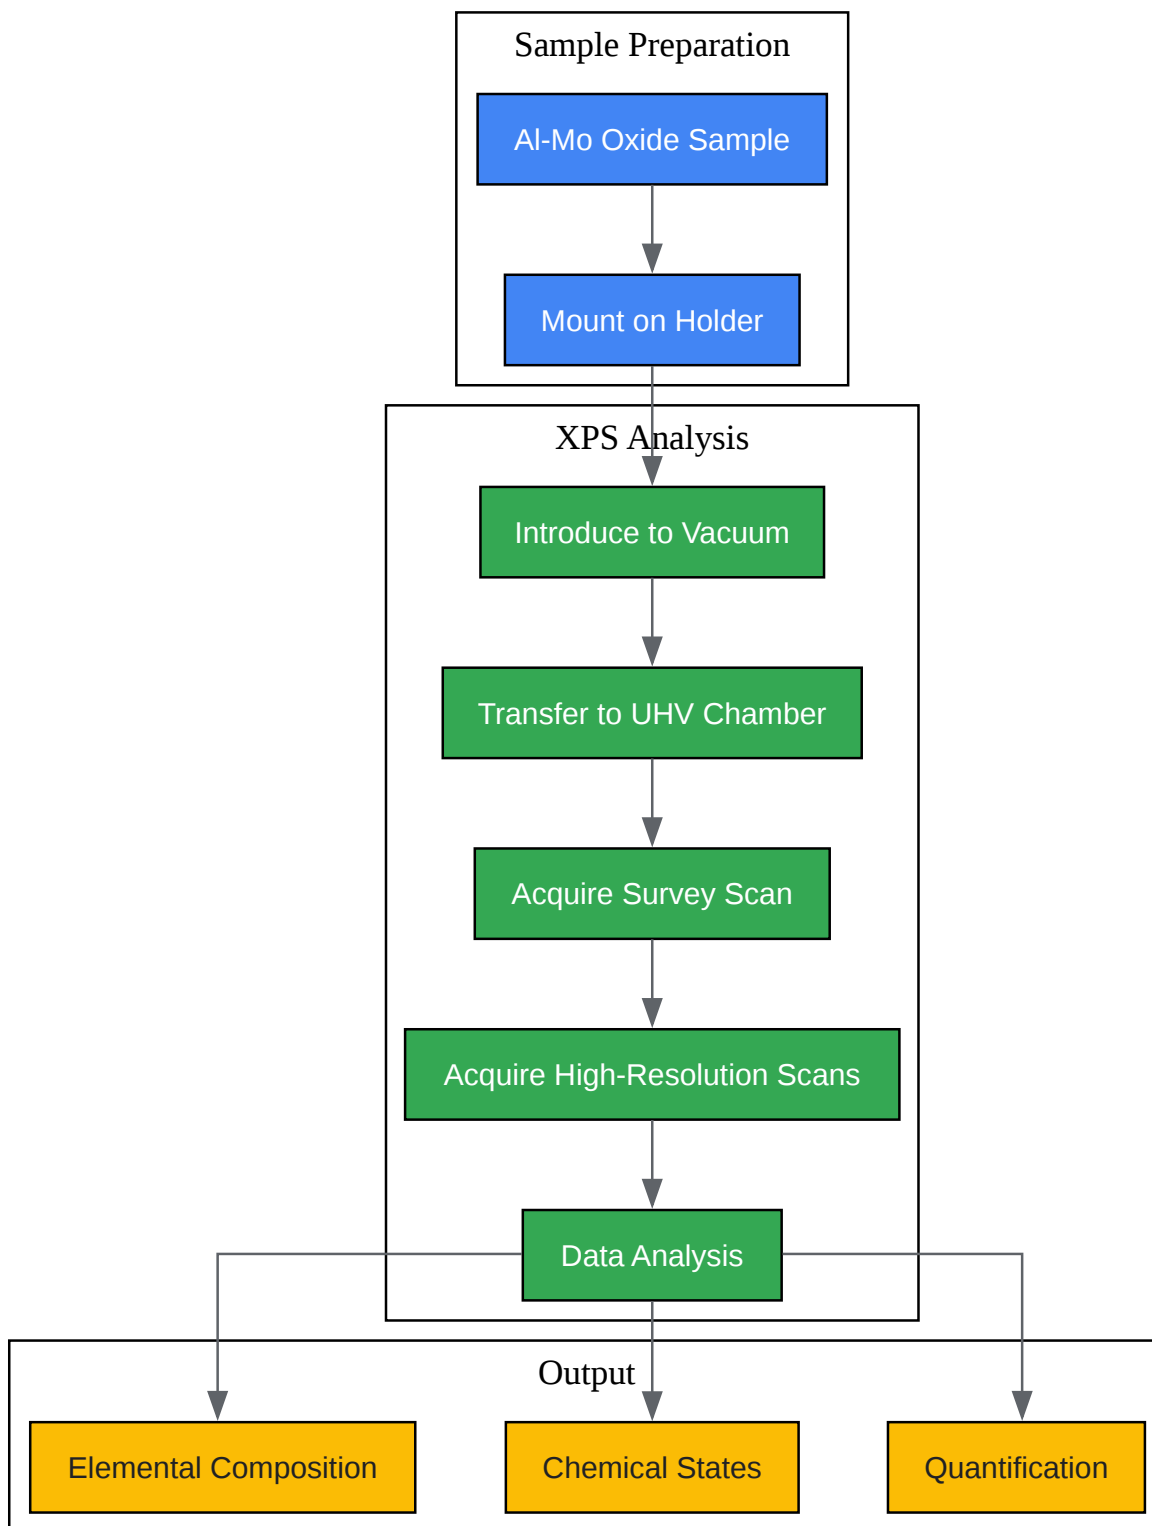 Sample Preparation
Al-Mo Oxide Sample
Mount on Holder
XPS Analysis
Introduce to Vacuum
Transfer to UHV Chamber
Acquire Survey Scan
Acquire High-Resolution Scans
Data Analysis
Output
Elemental Composition
Chemical States
Quantification